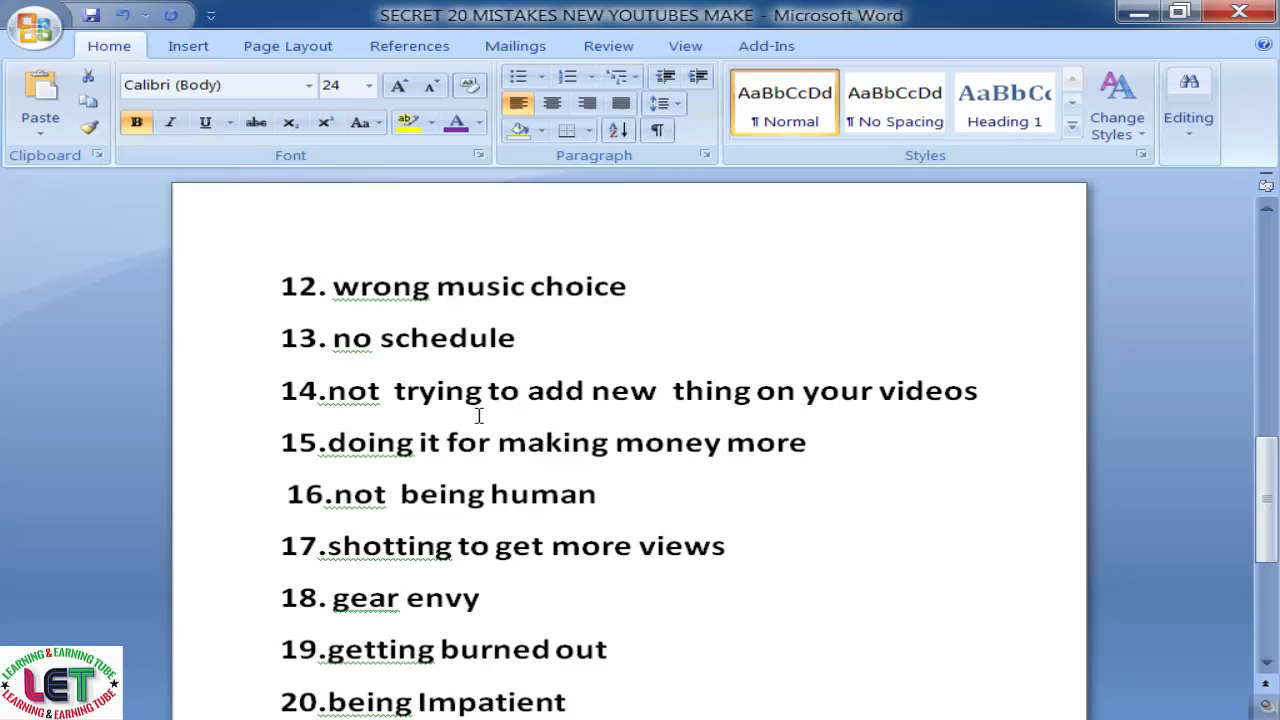 SECRET 20 MISTAKES NEW YOUTUBES MAKE - Microsoft Word
Home Insert Page Layout References Mailings Review View Add-Ins
Calibri (Body) 24
AaBbCcDd AaBbCcDd AaBbCc
Paste
B I U abc x₂ x² Aa
¶ Normal ¶ No Spacing Heading 1
Change Styles
Editing
Clipboard Font Paragraph Styles
12. wrong music choice
13. no schedule
14.not trying to add new thing on your videos
15.doing it for making money more
16.not being human
17.shotting to get more views
18. gear envy
19.getting burned out
20.being Impatient
LEARNING & EARNING TUBE
LET
LEARNING & EARNING TUBE